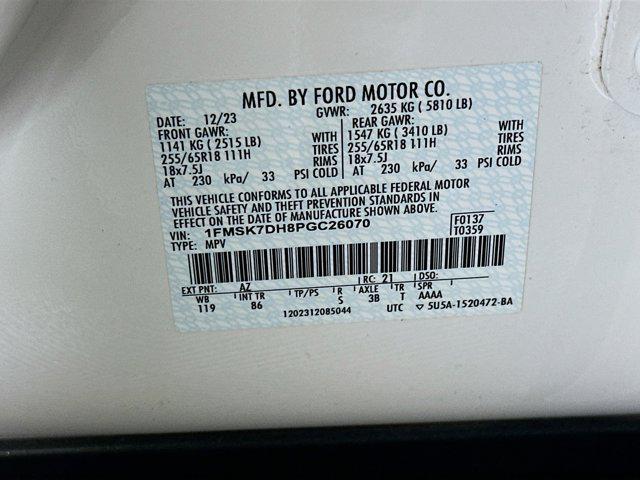 MFD. BY FORD MOTOR CO.
DATE: 12/23 GVWR: 2635 KG ( 5810 LB)
FRONT GAWR: REAR GAWR:
1141 KG ( 2515 LB) WITH 1547 KG ( 3410 LB) WITH
255/65R18 111H TIRES 255/65R18 111H TIRES
18x7.5J RIMS 18x7.5J RIMS
AT 230 kPa/ 33 PSI COLD AT 230 kPa/ 33 PSI COLD
THIS VEHICLE CONFORMS TO ALL APPLICABLE FEDERAL MOTOR
VEHICLE SAFETY AND THEFT PREVENTION STANDARDS IN
EFFECT ON THE DATE OF MANUFACTURE SHOWN ABOVE.
VIN: 1FMSK7DH8PGC26070 F0137
TYPE: MPV T0359
EXT PNT: AZ RC: 21 DSO:
WB INT TR TP/PS R AXLE TR SPR
119 86 S 3B T AAAA
1202312085044 UTC ▽ 5U5A-1520472-BA